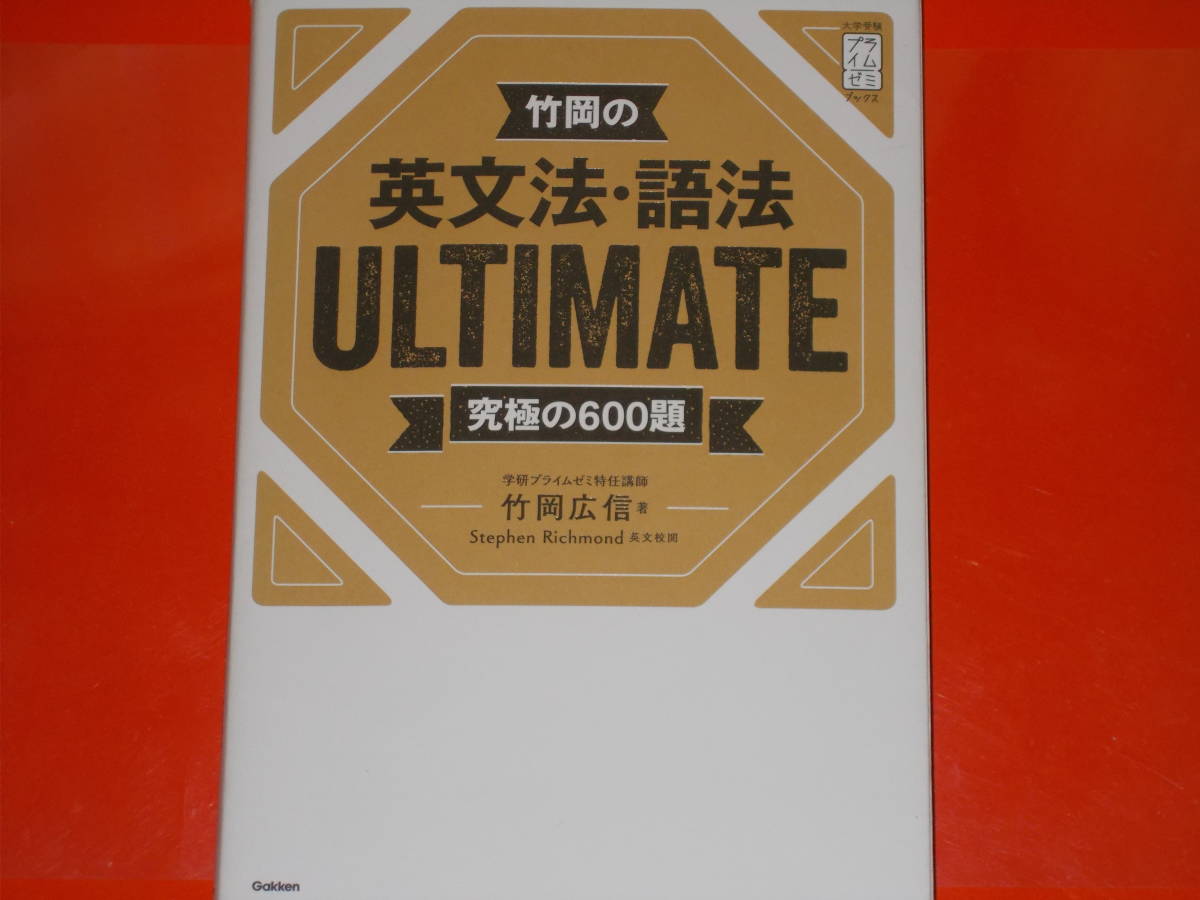 大学受験
プライムゼミ
ブックス
竹岡の
英文法・語法
ULTIMATE
究極の600題
学研プライムゼミ特任講師
竹岡広信 著
Stephen Richmond 英文校閲
Gakken